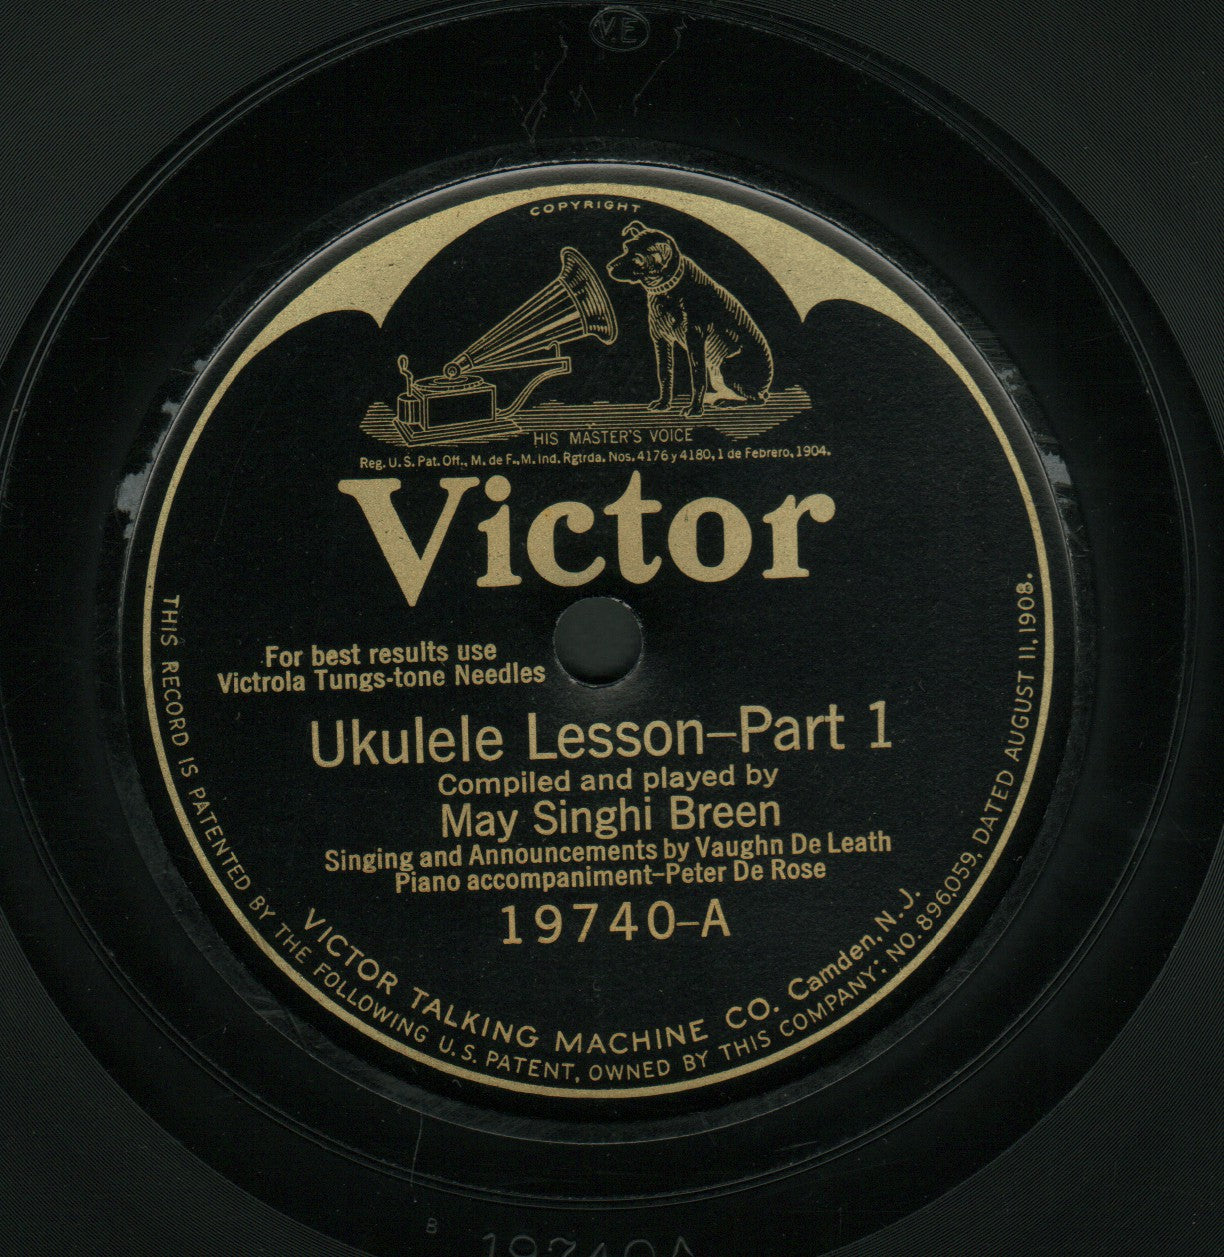 V.E
COPYRIGHT
HIS MASTER'S VOICE
Reg. U.S. Pat. Off., M. de F., M. Ind. Rgtrda. Nos. 4176 y 4180, 1 de Febrero, 1904.
Victor
For best results use
Victrola Tungs-tone Needles
Ukulele Lesson–Part 1
Compiled and played by
May Singhi Breen
Singing and Announcements by Vaughn De Leath
Piano accompaniment–Peter De Rose
19740–A
VICTOR TALKING MACHINE CO. Camden, N.J.
THIS RECORD IS PATENTED BY THE FOLLOWING U.S. PATENT, OWNED BY THIS COMPANY: NO. 896,059, DATED AUGUST 11, 1908.
B
19740A